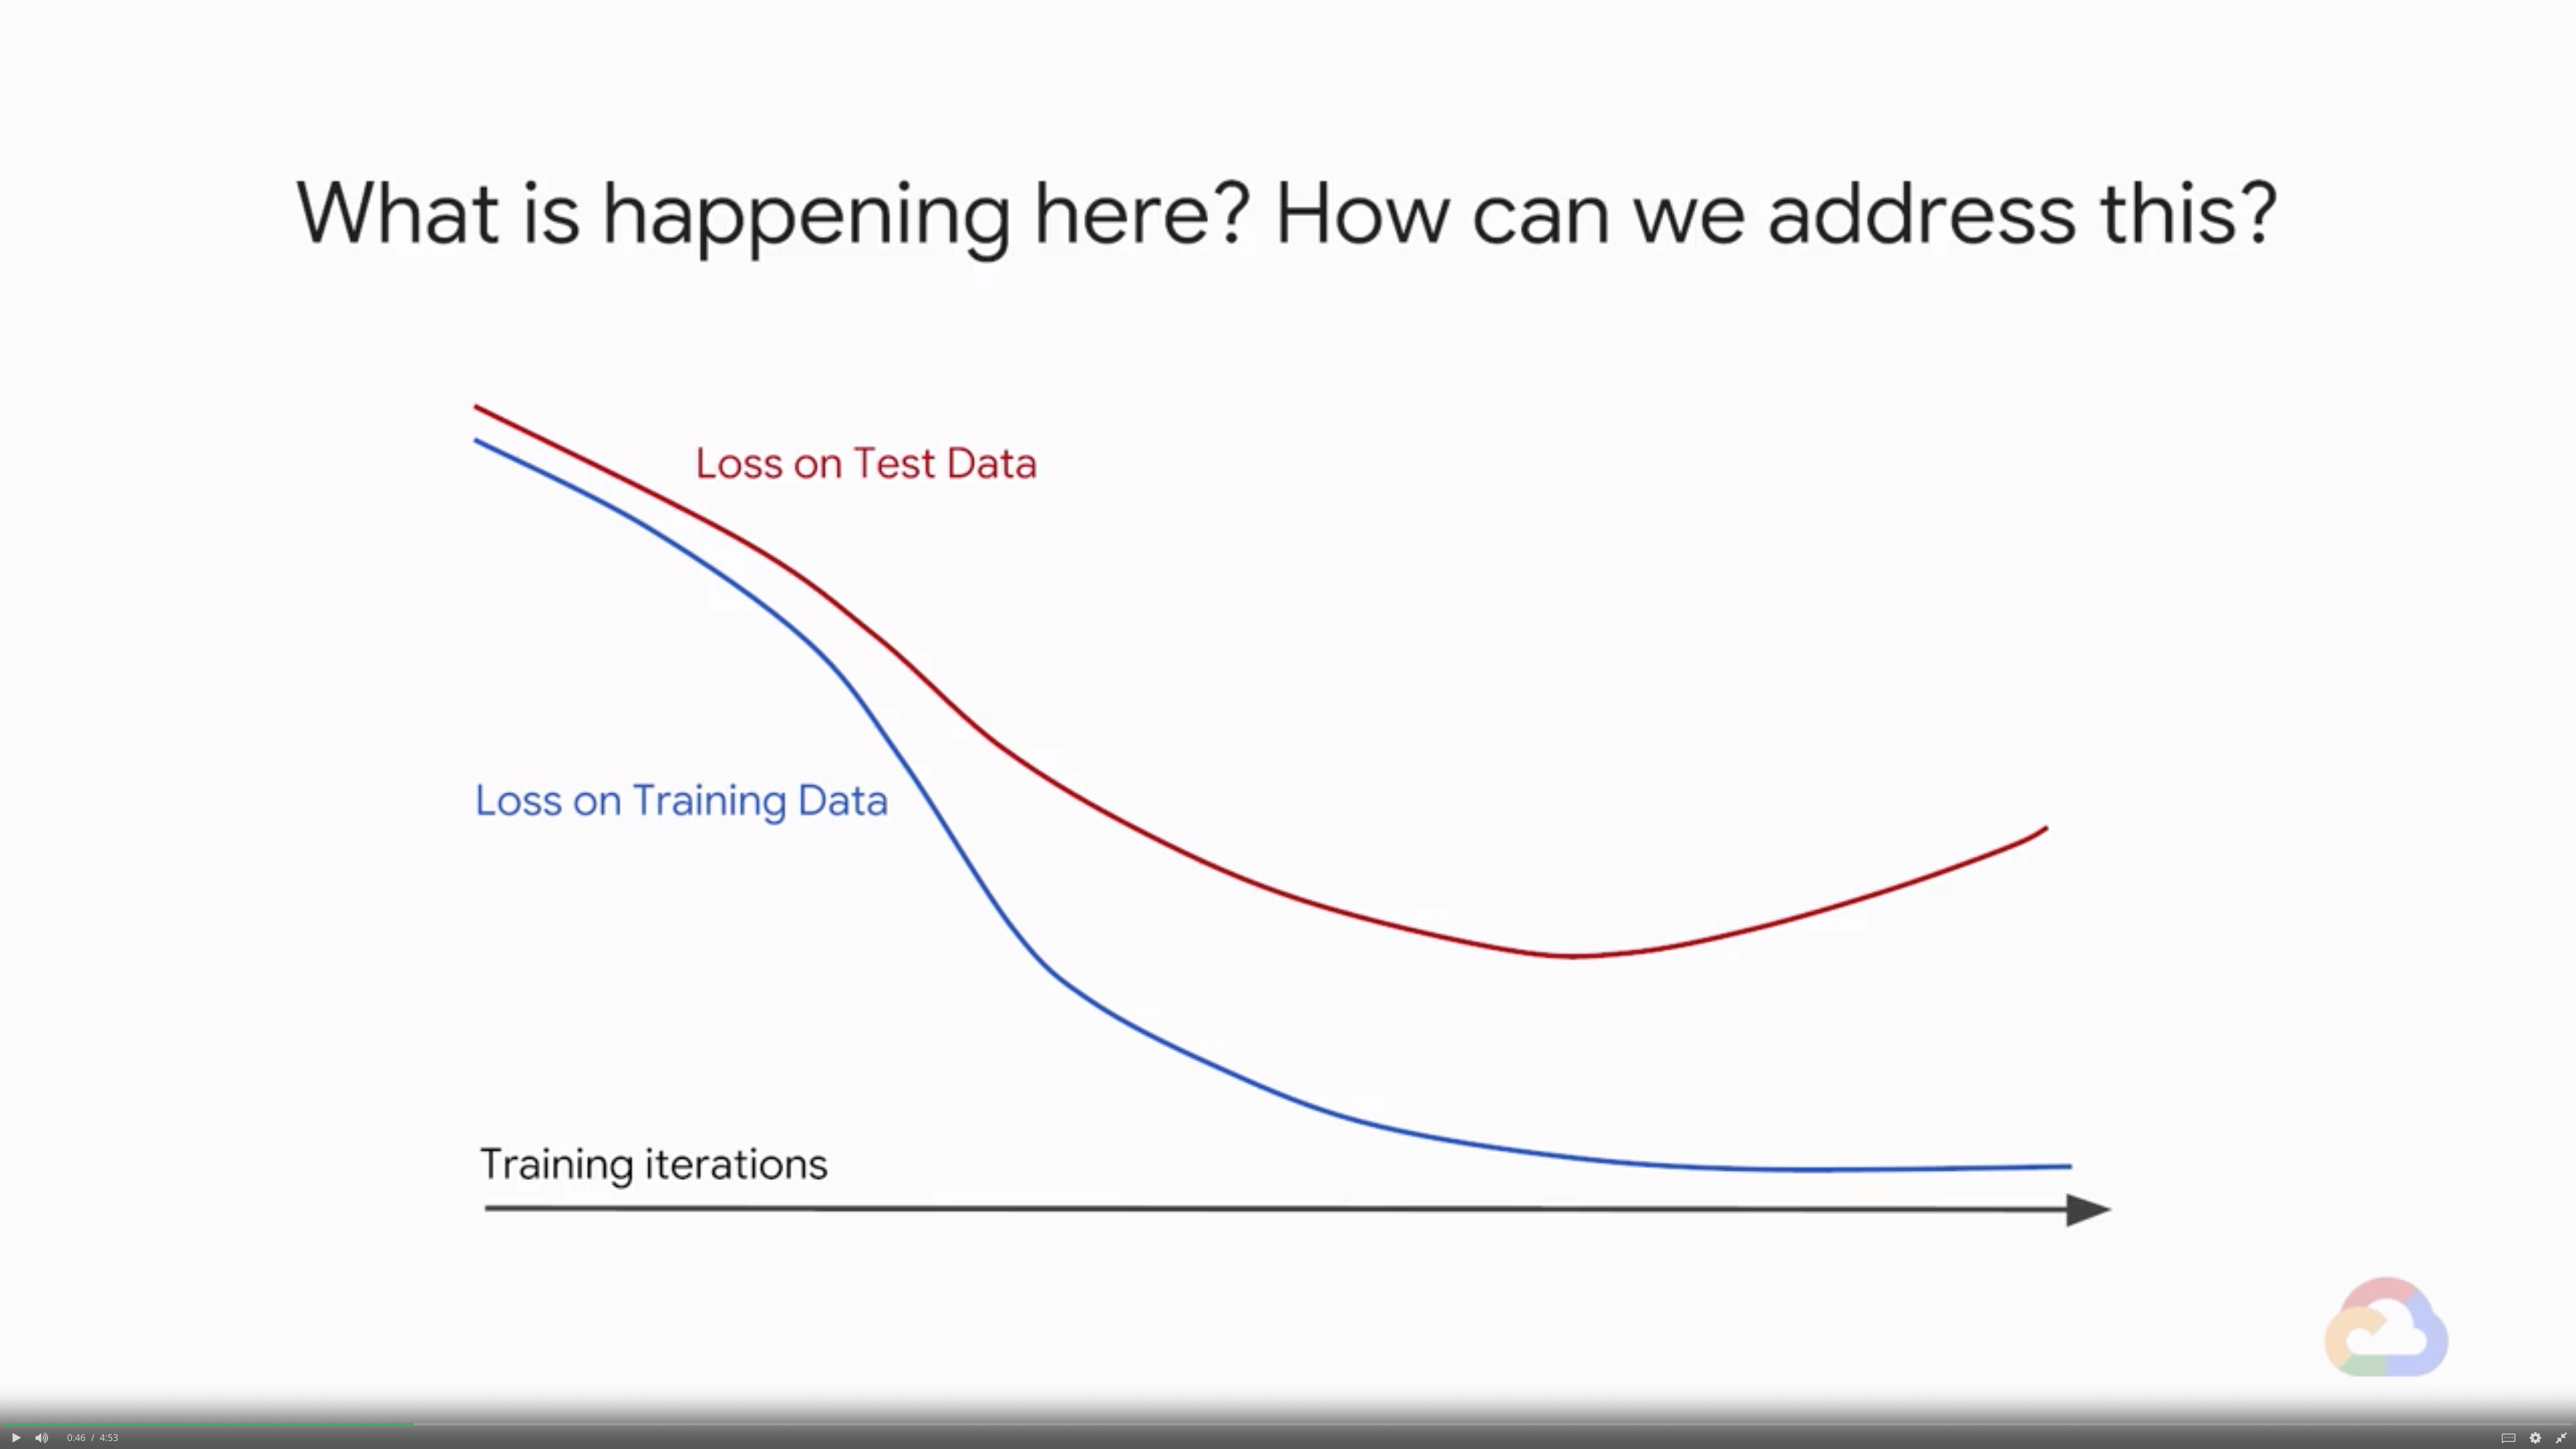 What is happening here? How can we address this?
Loss on Test Data
Loss on Training Data
Training iterations
0:46 / 4:53